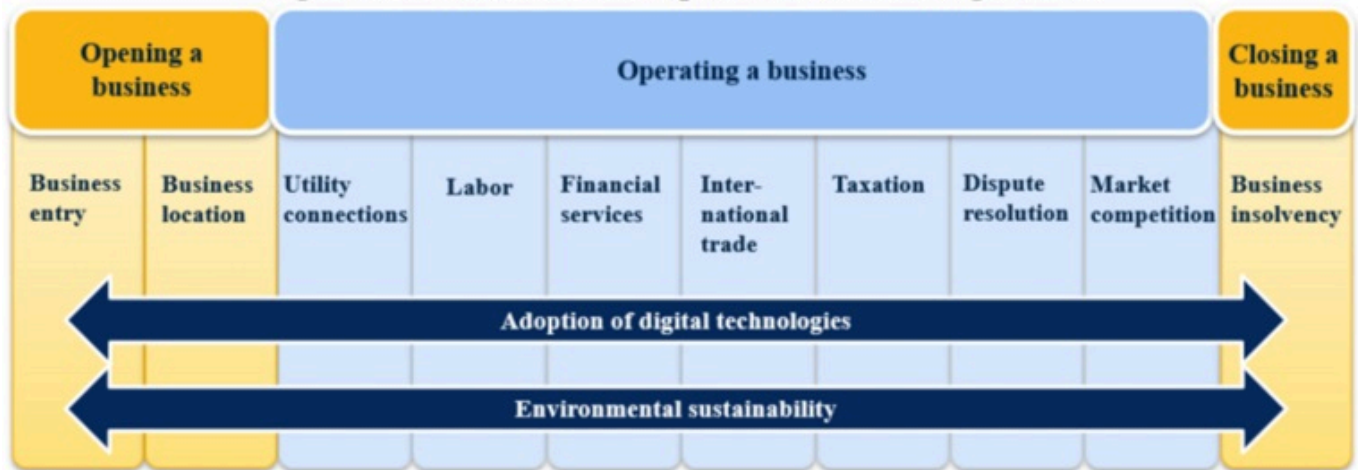 Opening a
business
Operating a business
Closing a
business
Business
entry
Business
location
Utility
connections
Labor
Financial
services
Inter-
national
trade
Taxation
Dispute
resolution
Market
competition
Business
insolvency
Adoption of digital technologies
Environmental sustainability